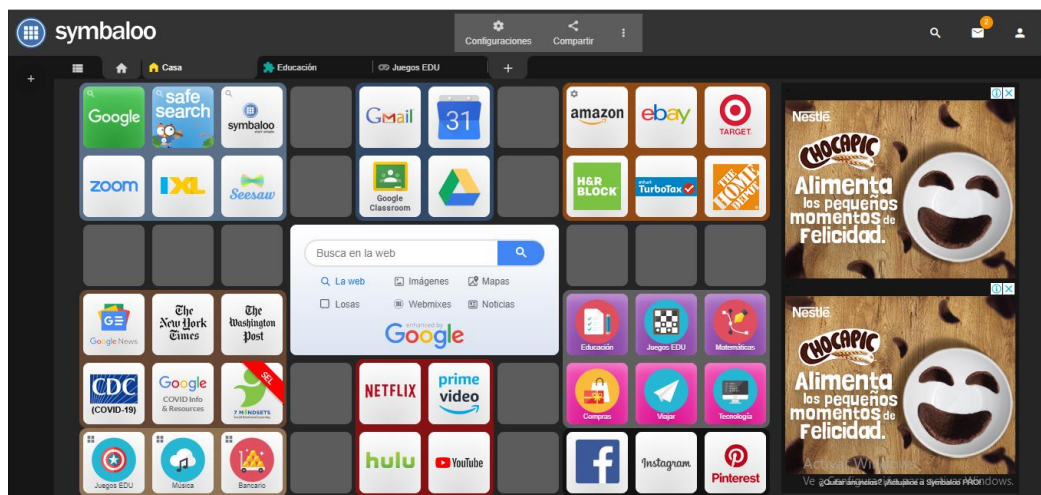 symbaloo
Configuraciones
Compartir
2
Casa
Educación
Juegos EDU
+
+
Google
safe
search
symbaloo
Gmail
31
amazon
ebay
TARGET
zoom
IXL
Seesaw
Google
Classroom
H&R
BLOCK
intuit
TurboTax
THE
HOME
DEPOT
Busca en la web
La web
Imágenes
Mapas
Losas
Webmixes
Noticias
enhanced by
Google
Google News
The
New York
Times
The
Washington
Post
Educación
Juegos EDU
Matemáticas
CDC
(COVID-19)
Google
COVID Info
& Resources
SEL
7 MINDSETS
NETFLIX
prime
video
Compras
Viajar
Tecnología
Juegos EDU
Música
Bancario
hulu
YouTube
Instagram
Pinterest
Nestlé
CHOCAPIC
Alimenta
los pequeños
momentos de
Felicidad.
Nestlé
CHOCAPIC
Alimenta
los pequeños
momentos de
Felicidad.
Activar Windows